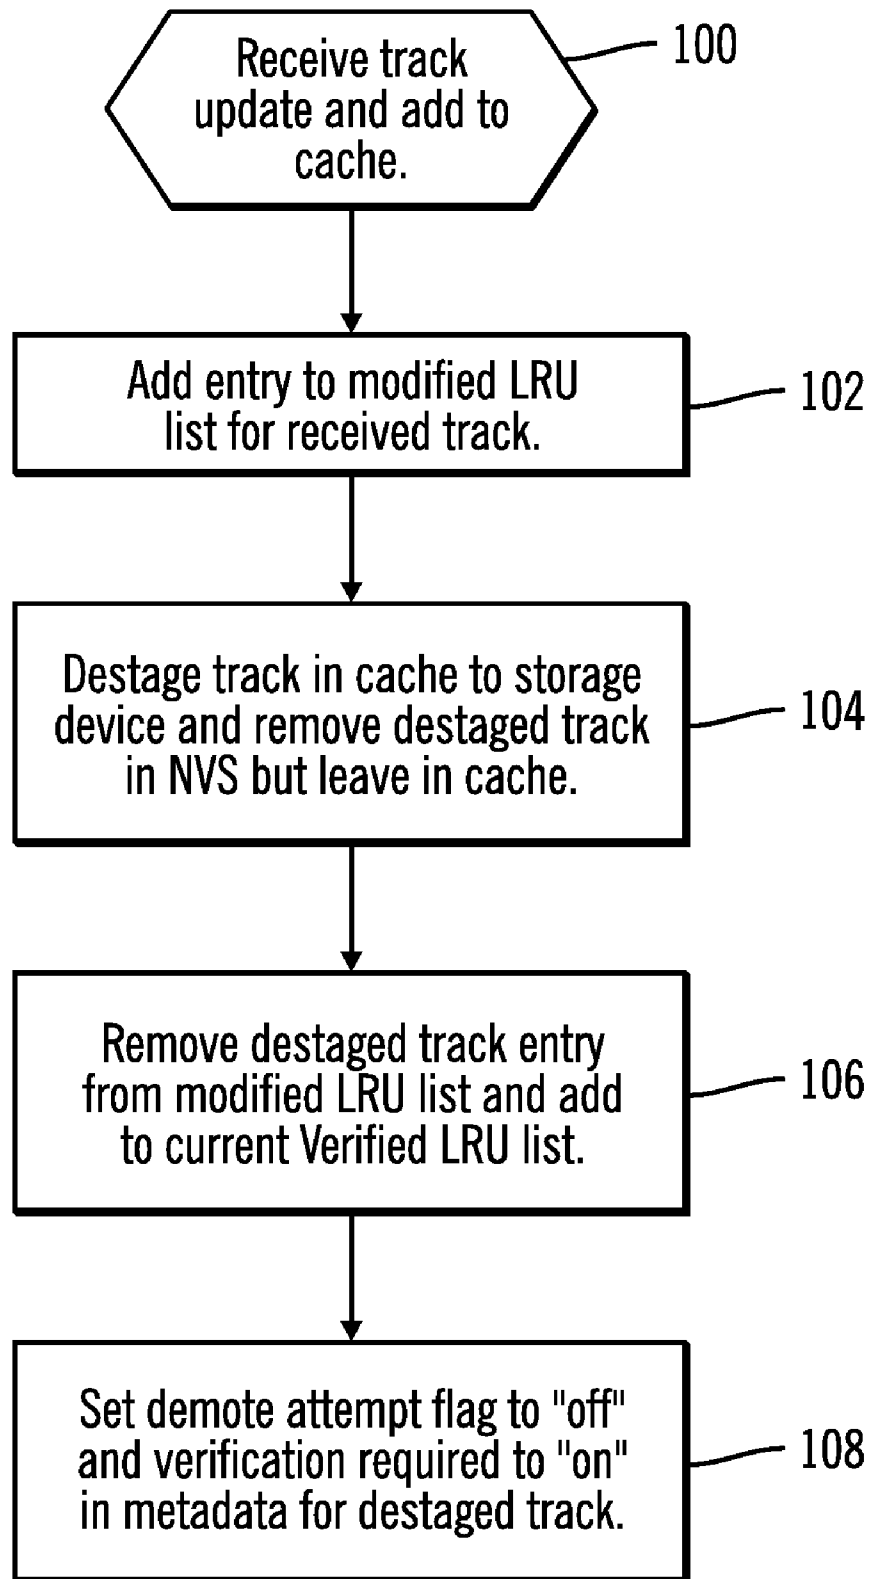 Receive track
update and add to
cache.
100
Add entry to modified LRU
list for received track.
102
Destage track in cache to storage
device and remove destaged track
in NVS but leave in cache.
104
Remove destaged track entry
from modified LRU list and add
to current Verified LRU list.
106
Set demote attempt flag to "off"
and verification required to "on"
in metadata for destaged track.
108